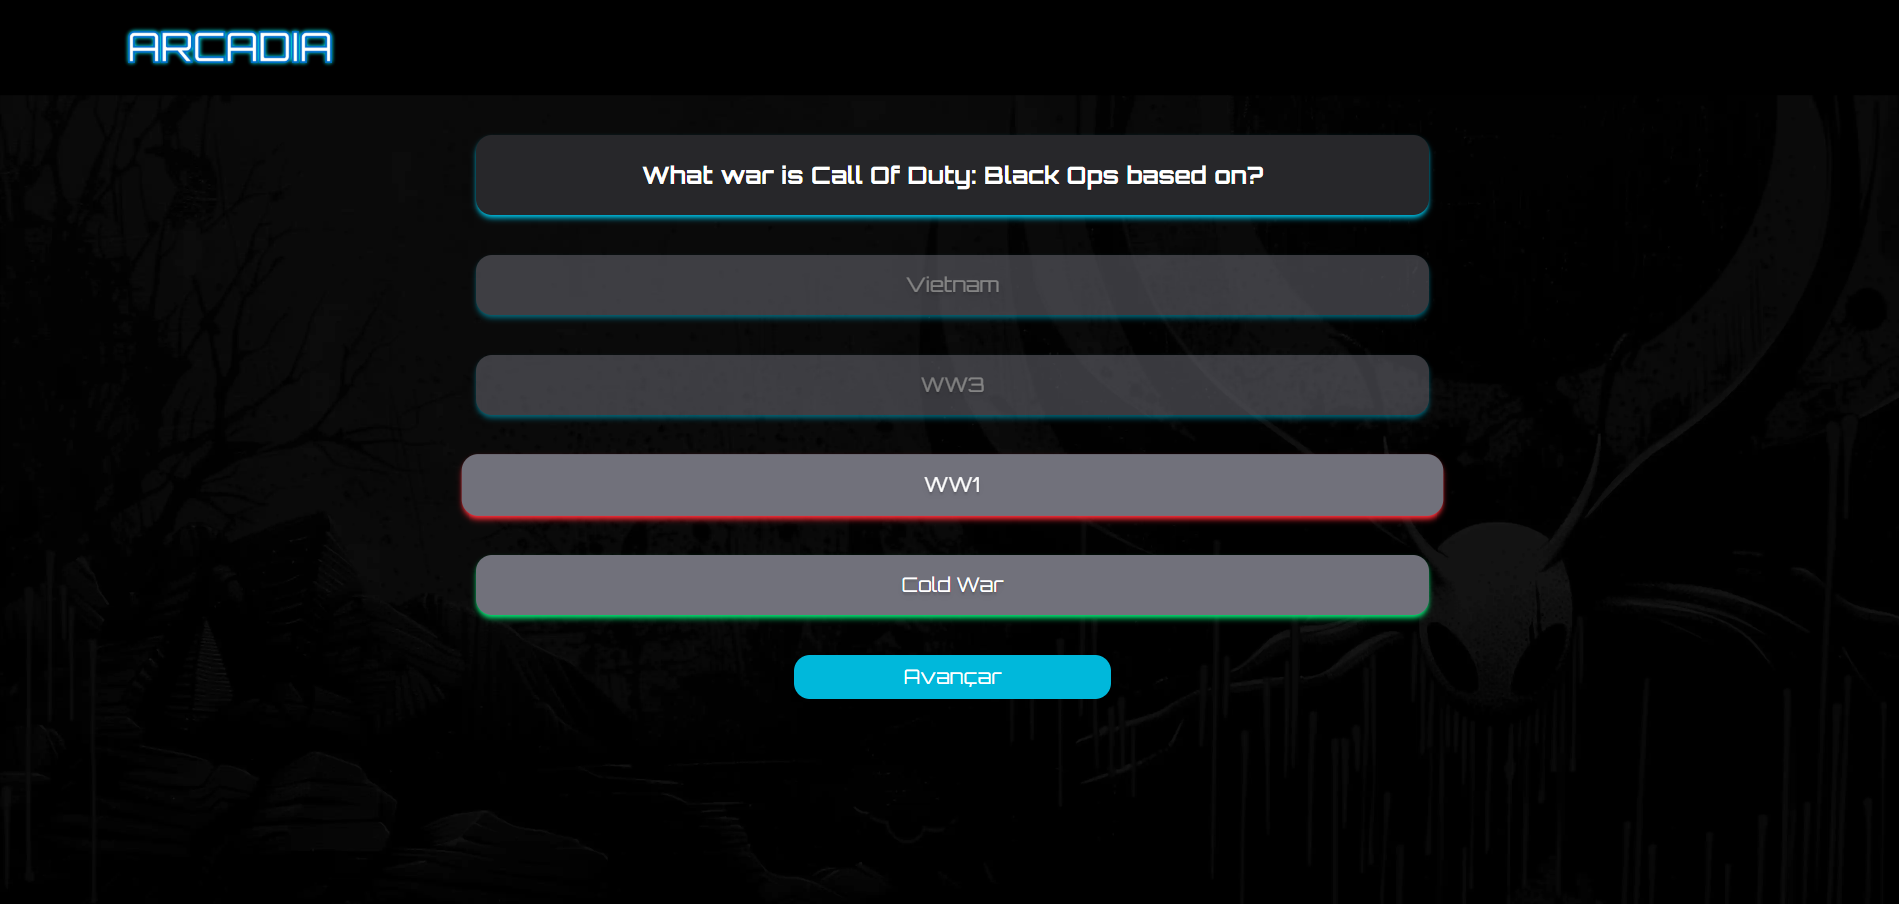 ARCADIA
What war is Call Of Duty: Black Ops based on?
Vietnam
WW3
WW1
Cold War
Avançar